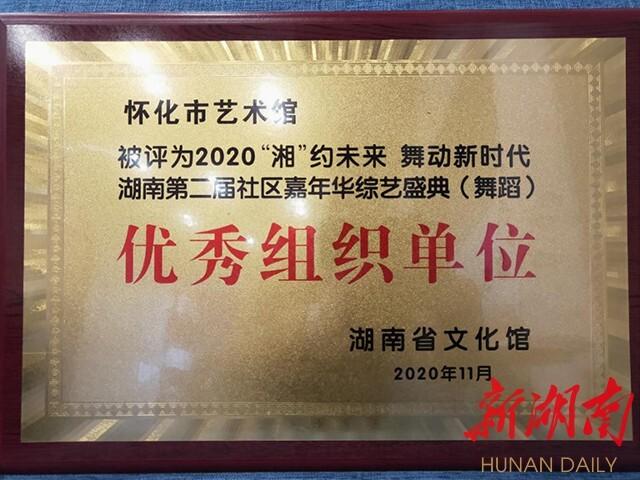 怀化市艺术馆
被评为2020“湘”约未来 舞动新时代
湖南第二届社区嘉年华综艺盛典（舞蹈）
优秀组织单位
湖南省文化馆
2020年11月
新湖南
HUNAN DAILY